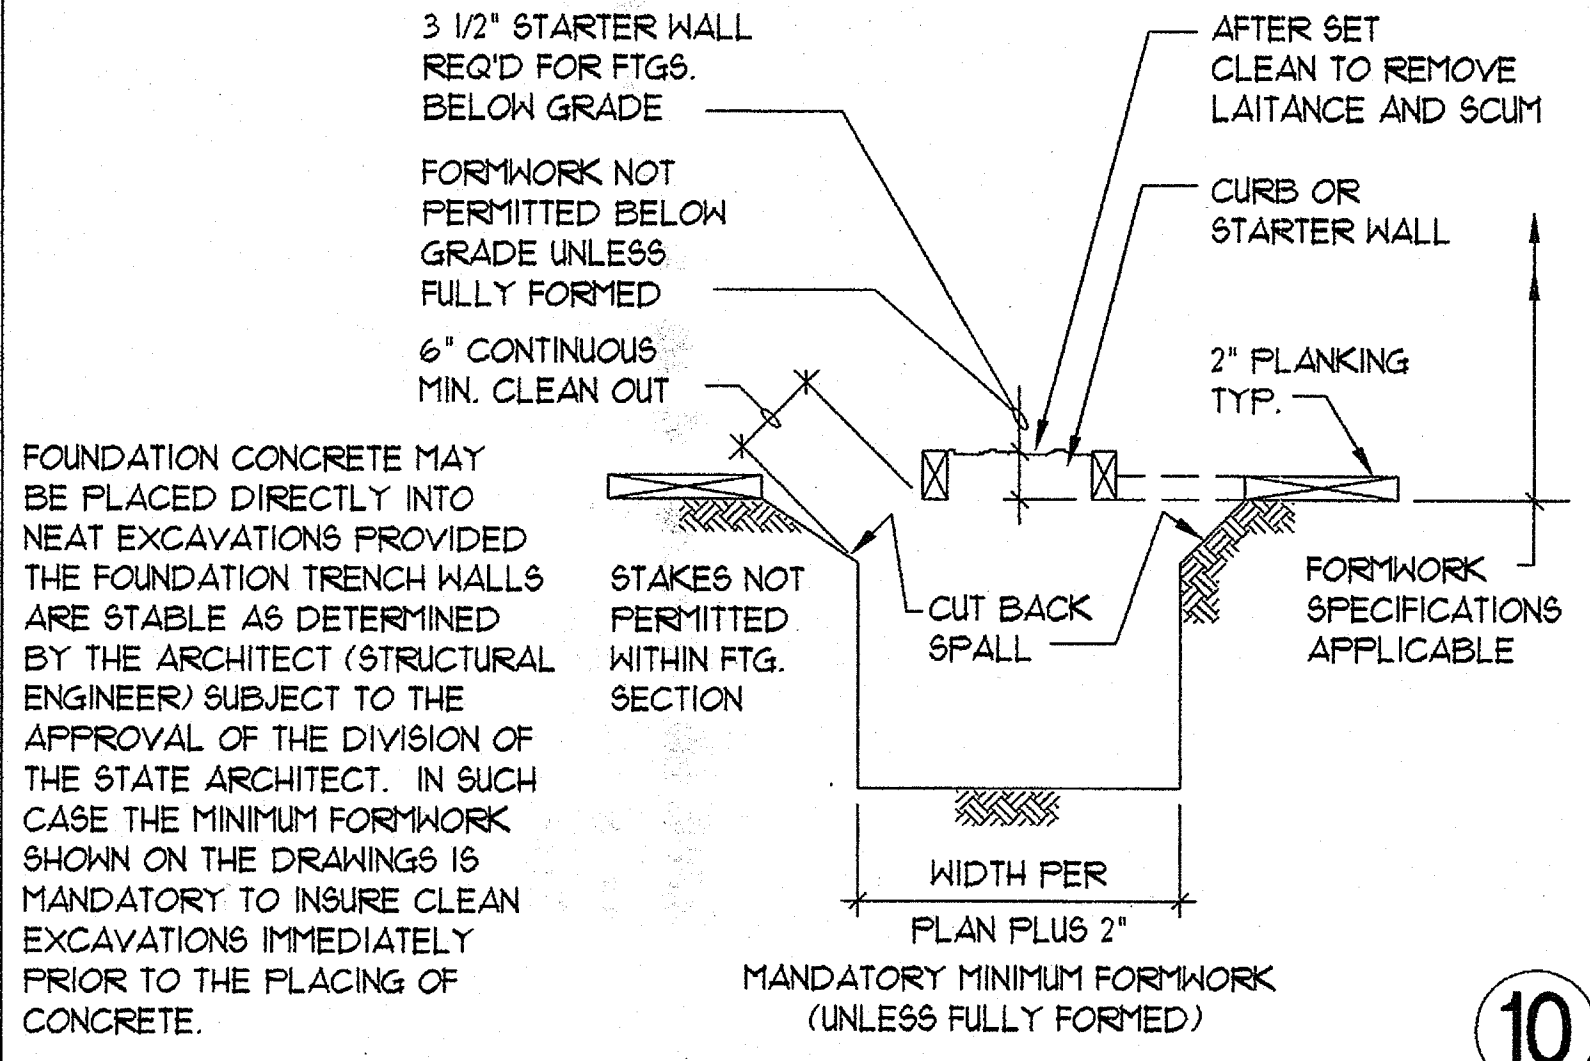 3 1/2" STARTER WALL
REQ'D FOR FTGS.
BELOW GRADE
FORMWORK NOT
PERMITTED BELOW
GRADE UNLESS
FULLY FORMED
6" CONTINUOUS
MIN. CLEAN OUT
AFTER SET
CLEAN TO REMOVE
LAITANCE AND SCUM
CURB OR
STARTER WALL
2" PLANKING
TYP.
FOUNDATION CONCRETE MAY
BE PLACED DIRECTLY INTO
NEAT EXCAVATIONS PROVIDED
THE FOUNDATION TRENCH WALLS
ARE STABLE AS DETERMINED
BY THE ARCHITECT (STRUCTURAL
ENGINEER) SUBJECT TO THE
APPROVAL OF THE DIVISION OF
THE STATE ARCHITECT. IN SUCH
CASE THE MINIMUM FORMWORK
SHOWN ON THE DRAWINGS IS
MANDATORY TO INSURE CLEAN
EXCAVATIONS IMMEDIATELY
PRIOR TO THE PLACING OF
CONCRETE.
STAKES NOT
PERMITTED
WITHIN FTG.
SECTION
CUT BACK
SPALL
FORMWORK
SPECIFICATIONS
APPLICABLE
WIDTH PER
PLAN PLUS 2"
MANDATORY MINIMUM FORMWORK
(UNLESS FULLY FORMED)
10